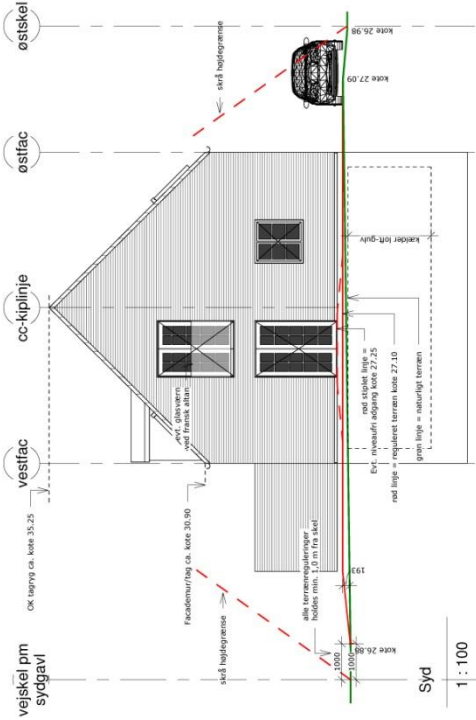 vejskel pm
sydgavl
vestfac
cc-kiplinje
østfac
østskel
OK tagryg ca. kote 35.25
Facademur/tag ca. kote 30.90
evt. glasværn
ved fransk altan
skrå højdegrænse
skrå højdegrænse
alle terrænreguleringer
holdes min. 1,0 m fra skel
1000
1000
193
kote 26.88
rød stiplet linje =
Evt. niveaufri adgang kote 27.25
rød linje = reguleret terræn kote 27.10
grøn linje = naturligt terræn
kælder loft-gulv
kote 27.09
kote 26.98
Syd
1 : 100